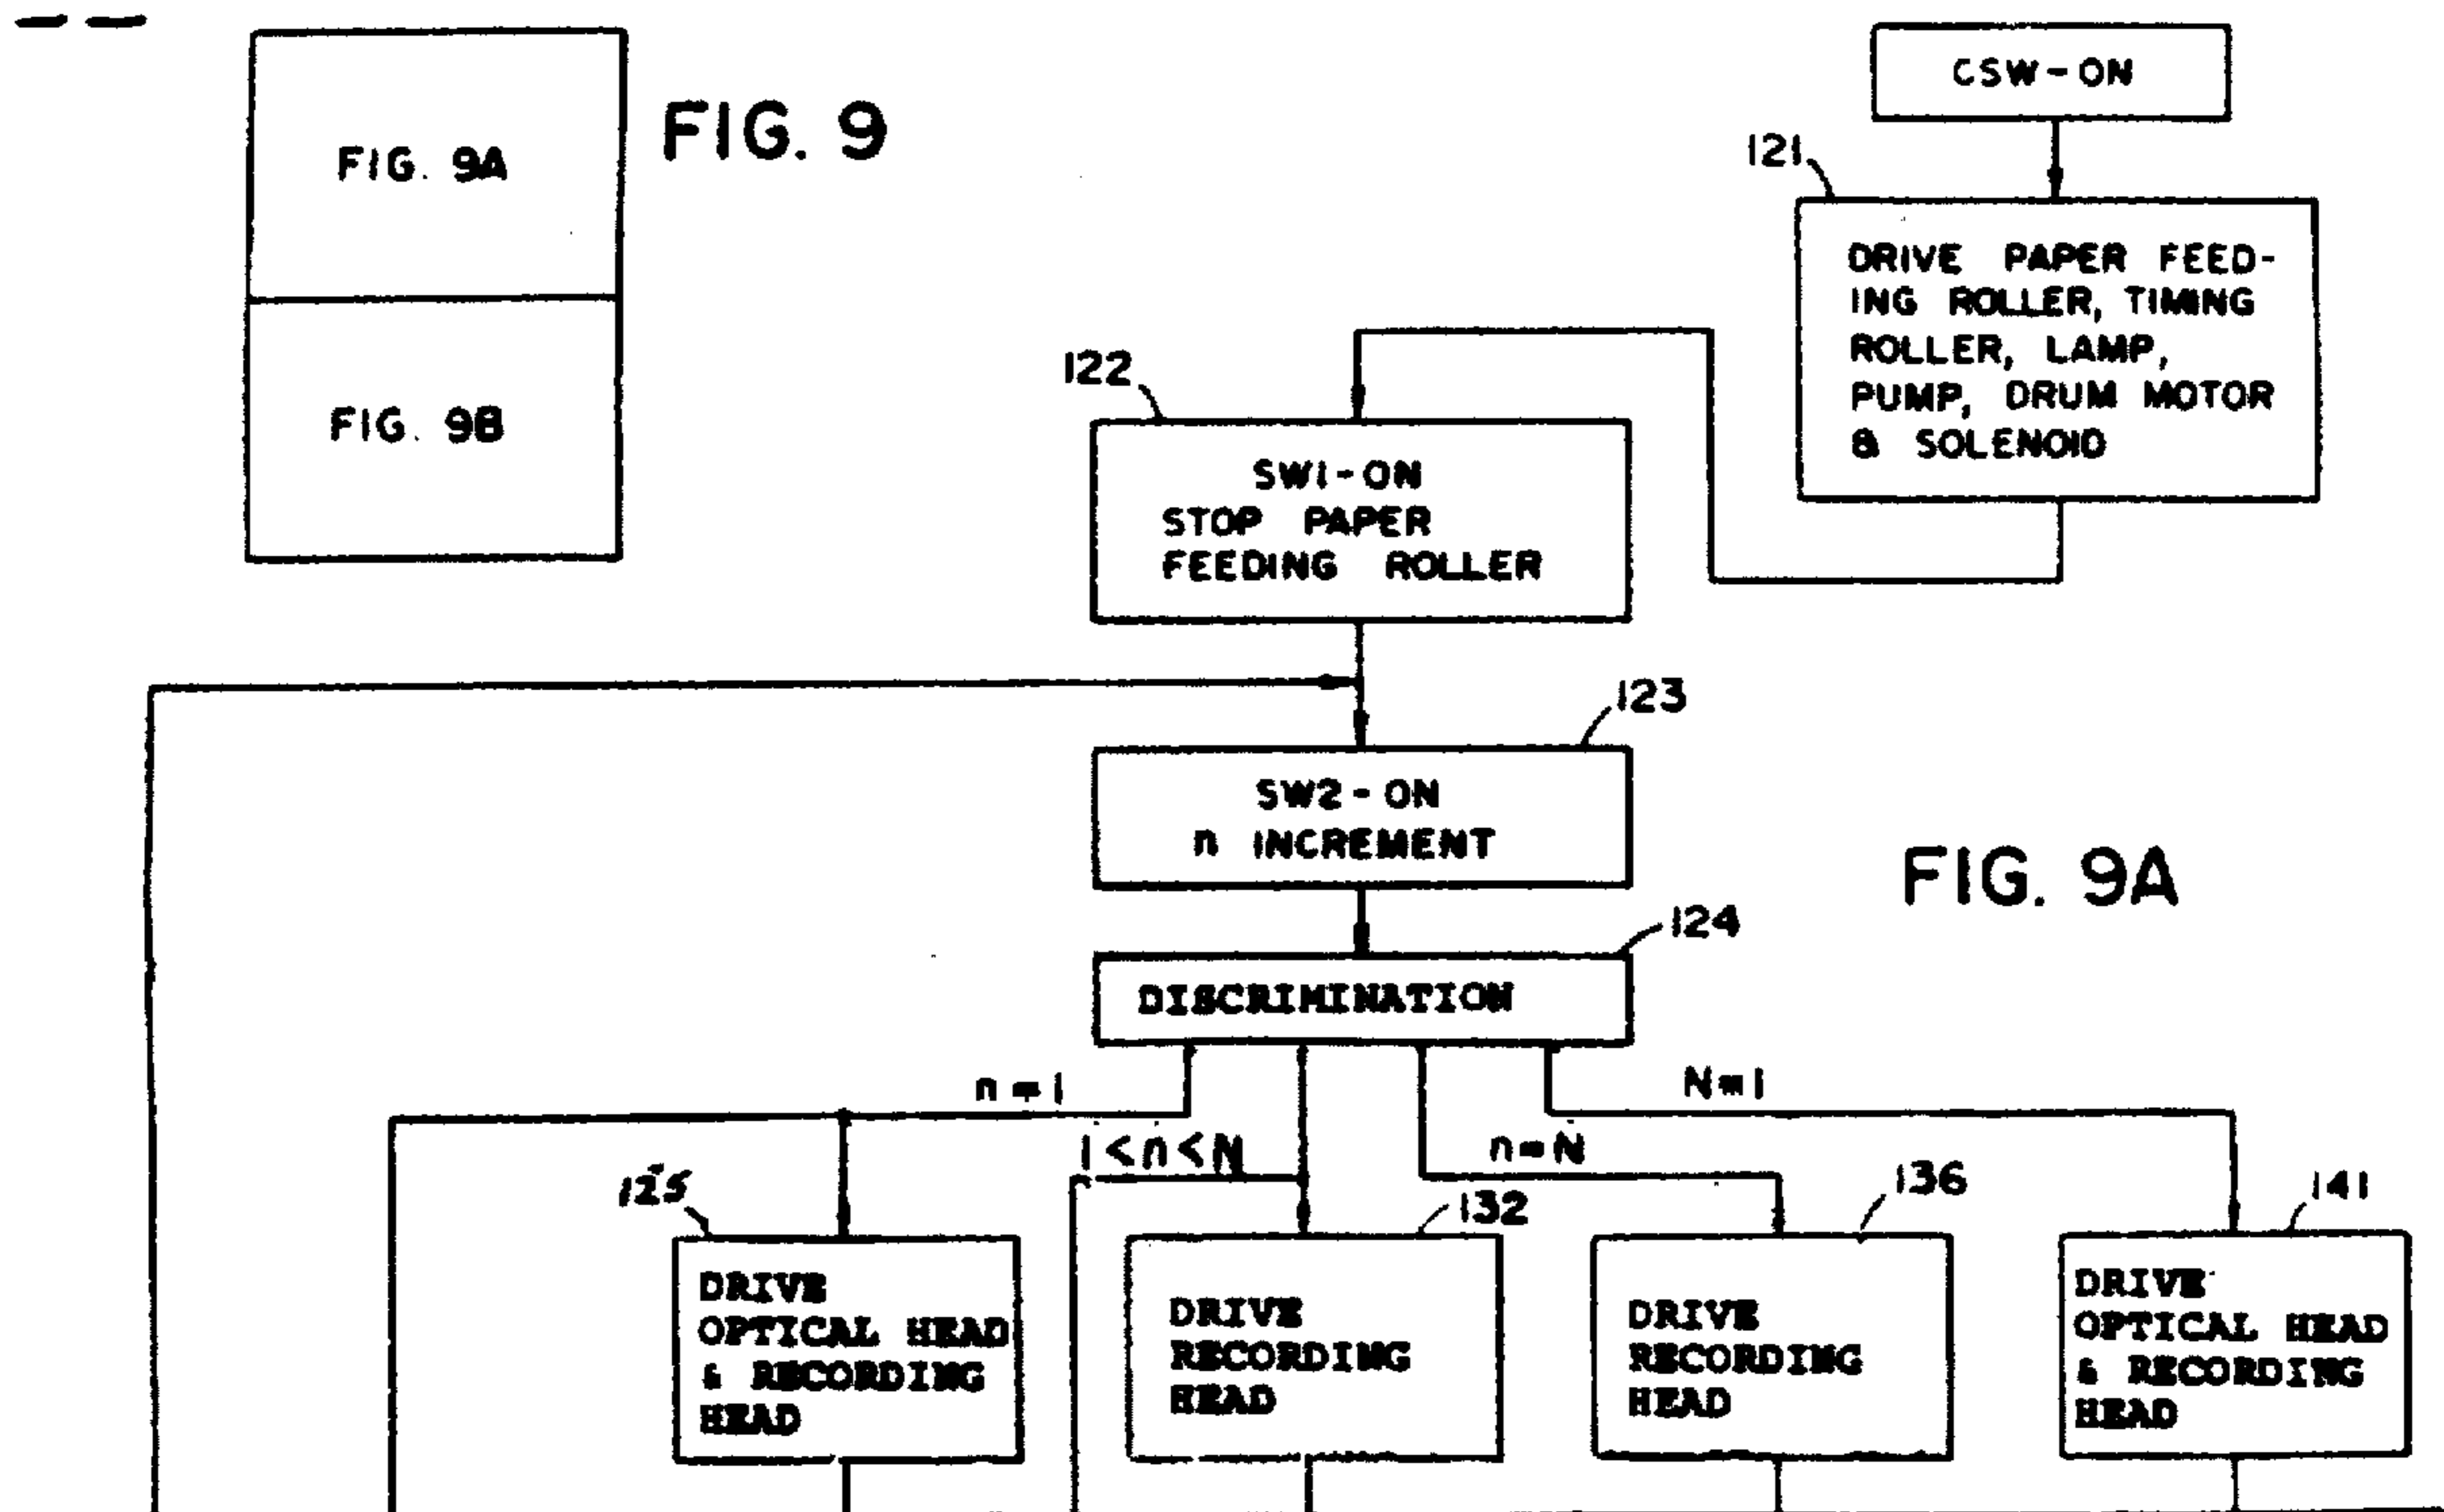 FIG. 9A
FIG. 9B
FIG. 9
CSW-ON
121
DRIVE PAPER FEED-
ING ROLLER, TIMING
ROLLER, LAMP,
PUMP, DRUM MOTOR
& SOLENOID
122
SW1-ON
STOP PAPER
FEEDING ROLLER
123
SW2-ON
n INCREMENT
FIG. 9A
124
DISCRIMINATION
n=1
1<n<N
n=N
N=1
125
DRIVE
OPTICAL HEAD
& RECORDING
HEAD
132
DRIVE
RECORDING
HEAD
136
DRIVE
RECORDING
HEAD
141
DRIVE
OPTICAL HEAD
& RECORDING
HEAD